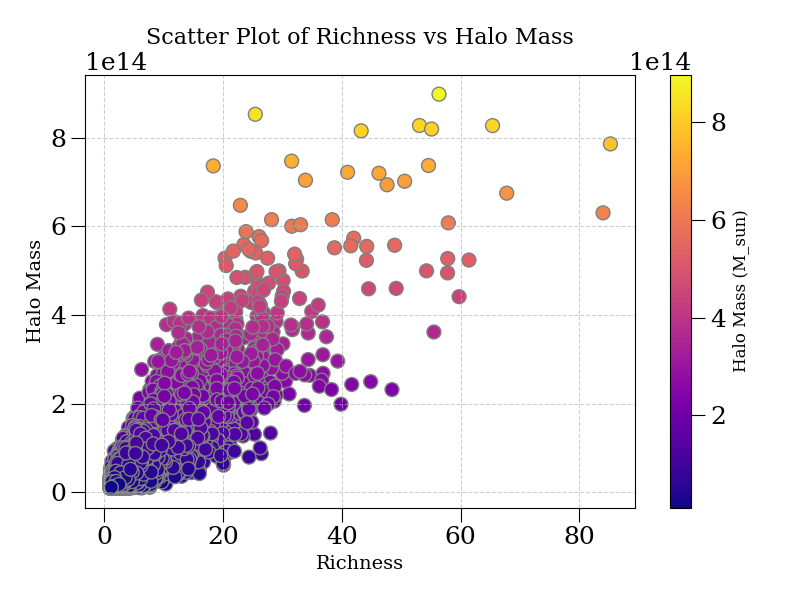 Scatter Plot of Richness vs Halo Mass
1e14
1e14
8
6
4
2
0
Halo Mass
0 20 40 60 80
Richness
8
6
4
2
Halo Mass (M_sun)